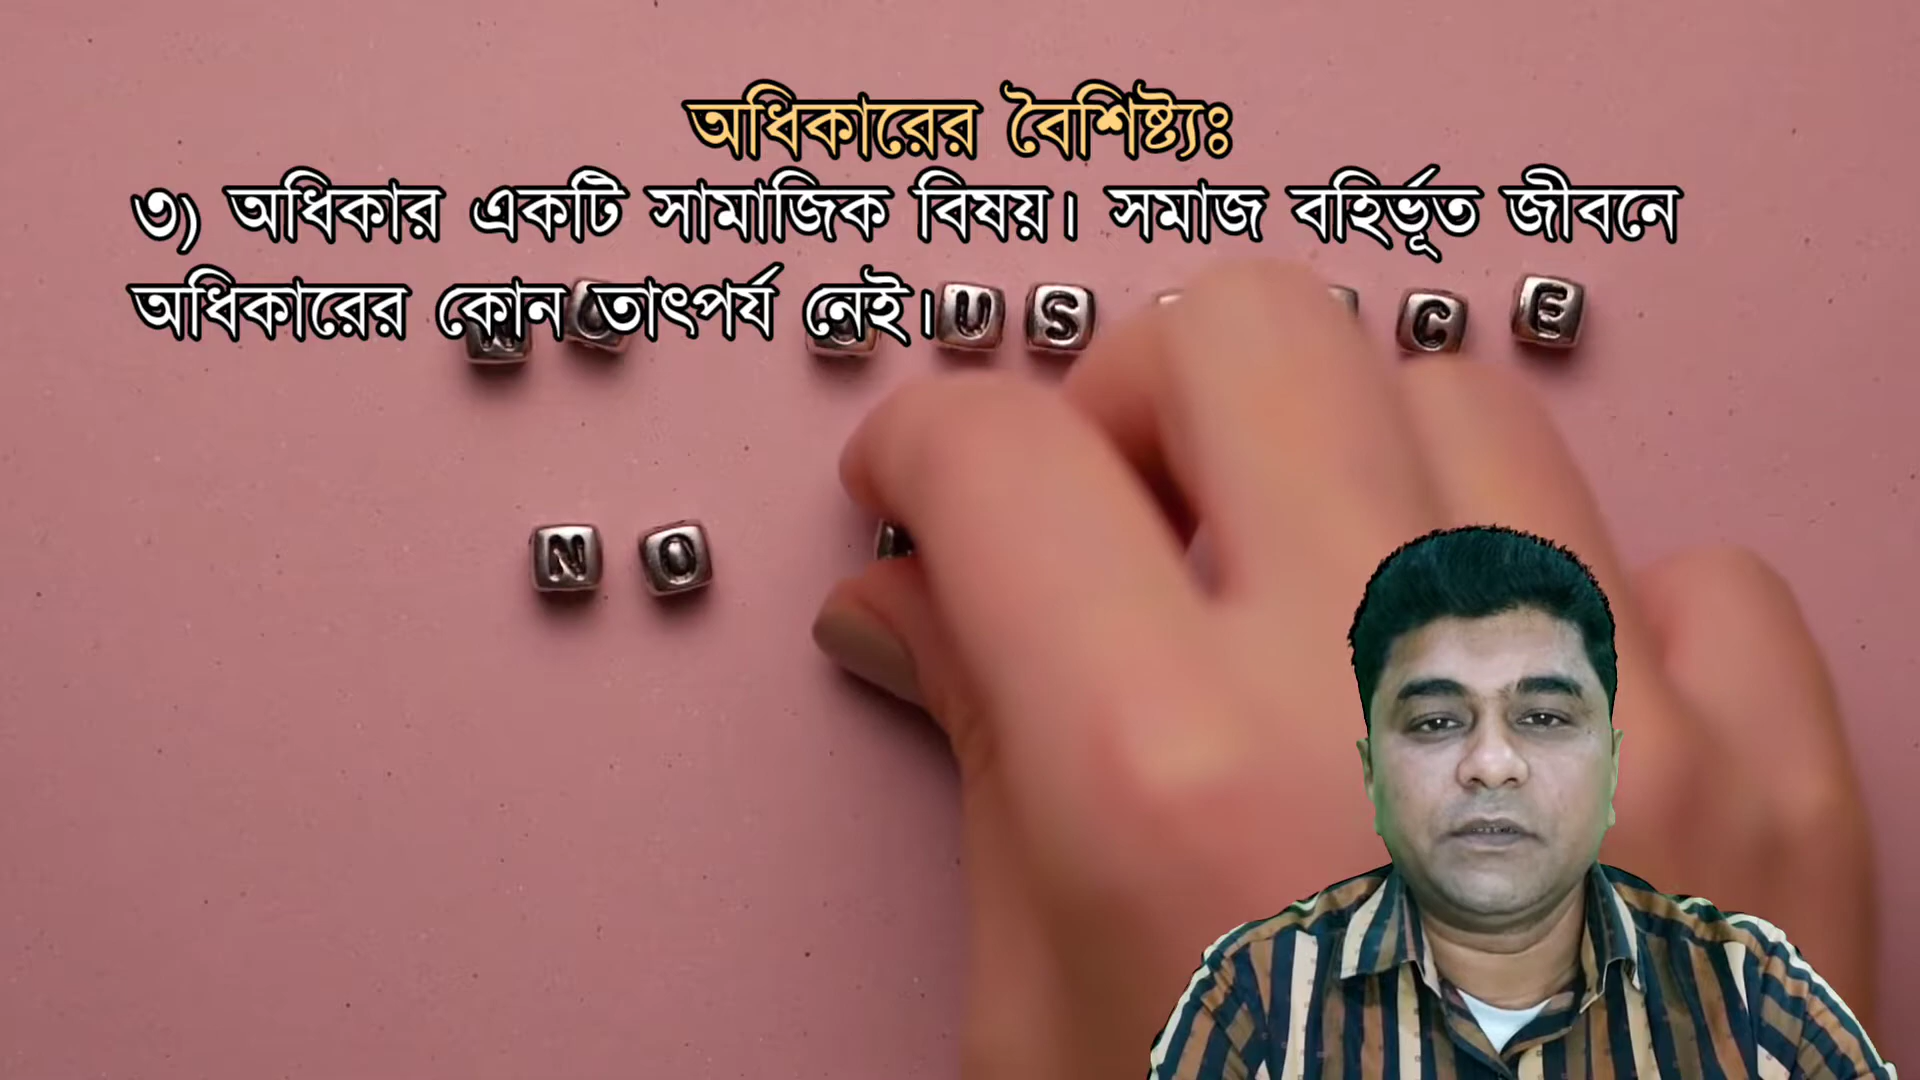 অধিকারের বৈশিষ্ট্যঃ
৩) অধিকার একটি সামাজিক বিষয়। সমাজ বহির্ভূত জীবনে
অধিকারের কোন তাৎপর্য নেই।
U S C E
N O